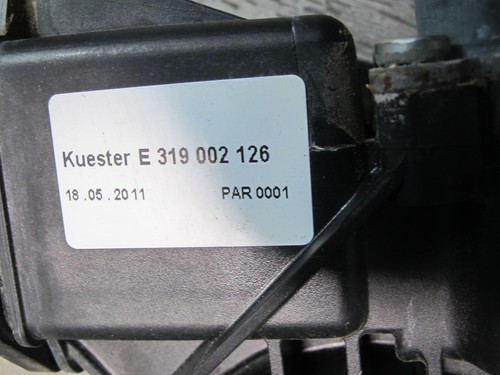 Kuester E 319 002 126
18 .05 . 2011 PAR 0001